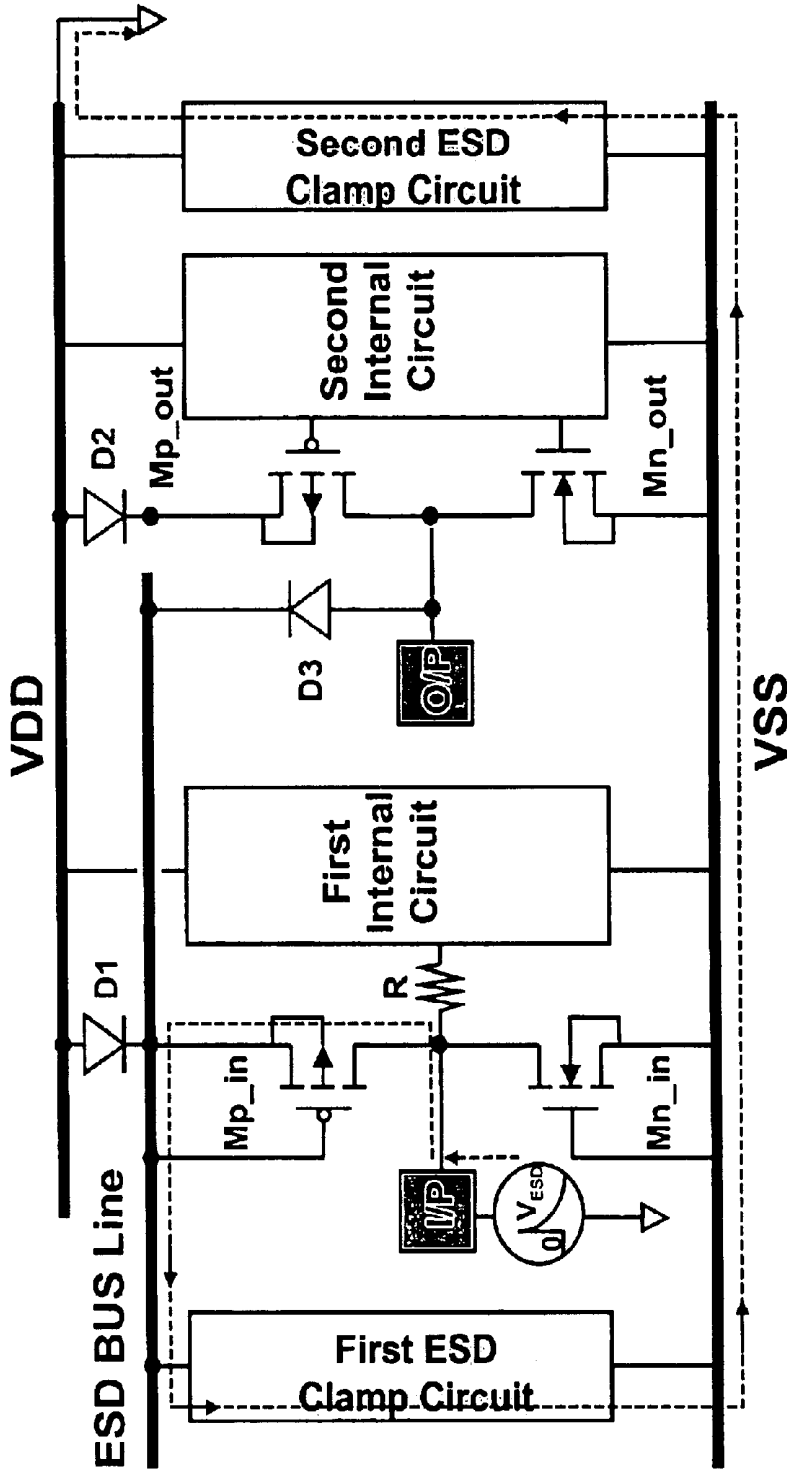 VDD
ESD BUS Line
D1
D2
D3
Mp_in
Mp_out
R
I/P
O/P
0
VESD
Mn_in
Mn_out
First ESD
Clamp Circuit
First
Internal
Circuit
Second
Internal
Circuit
Second ESD
Clamp Circuit
VSS